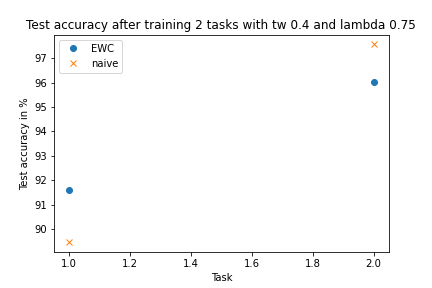 Test accuracy after training 2 tasks with tw 0.4 and lambda 0.75
EWC
naive
97
96
95
94
93
92
91
90
Test accuracy in %
1.0 1.2 1.4 1.6 1.8 2.0
Task